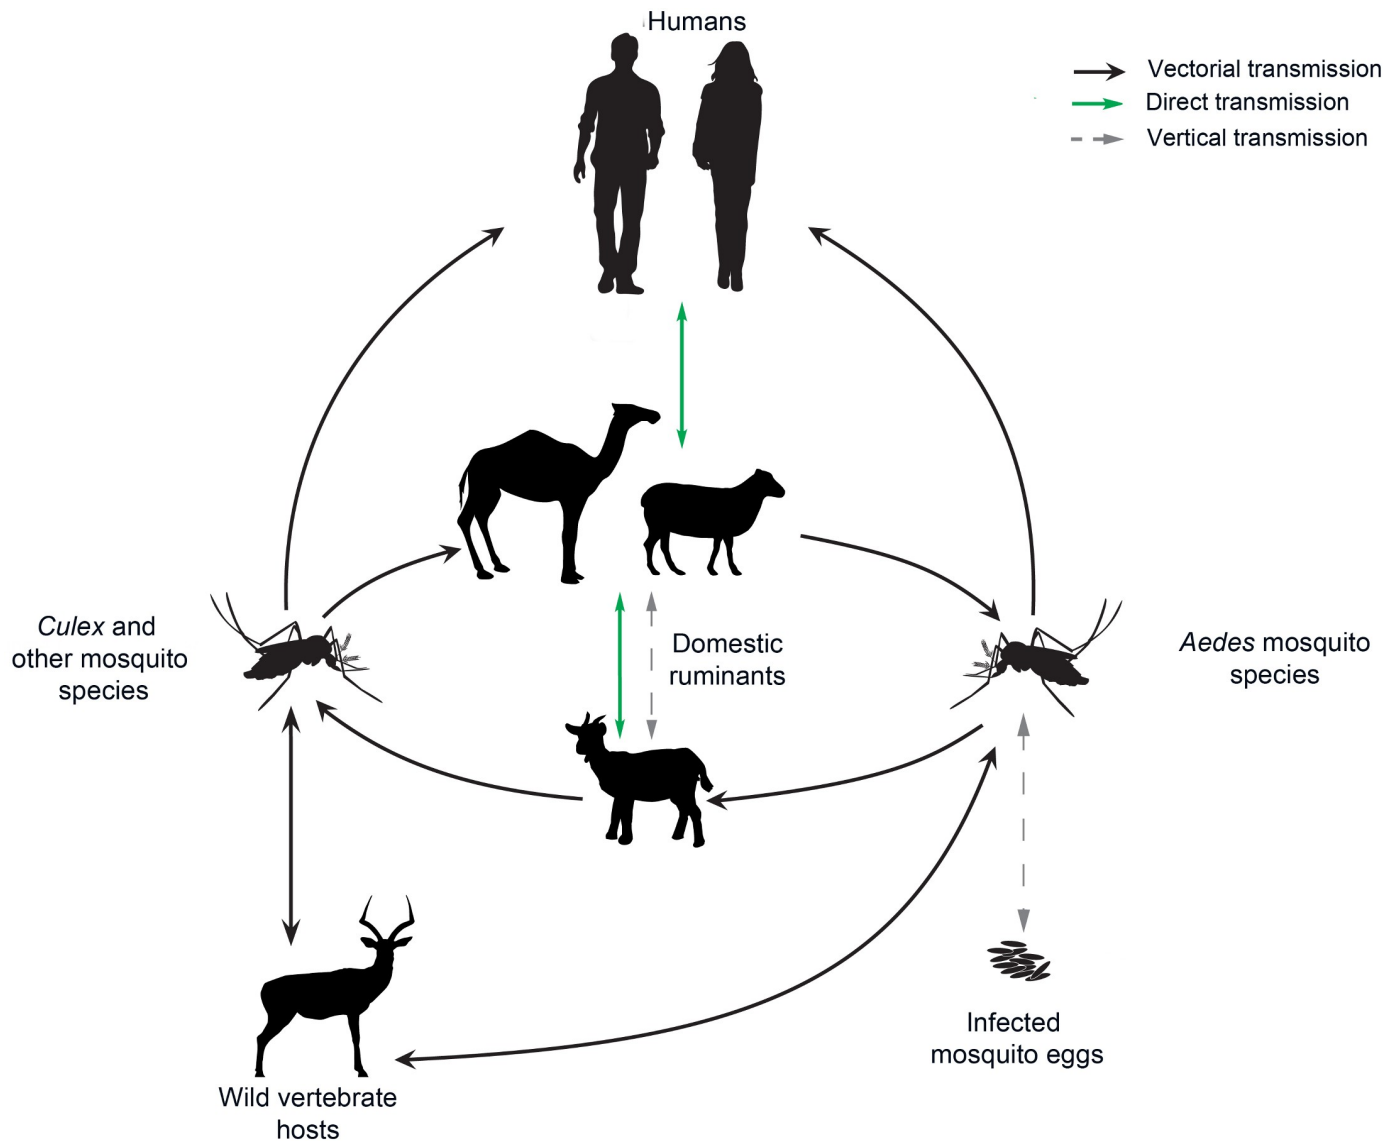 Humans
Vectorial transmission
Direct transmission
Vertical transmission
Culex and
other mosquito
species
Domestic
ruminants
Aedes mosquito
species
Infected
mosquito eggs
Wild vertebrate
hosts